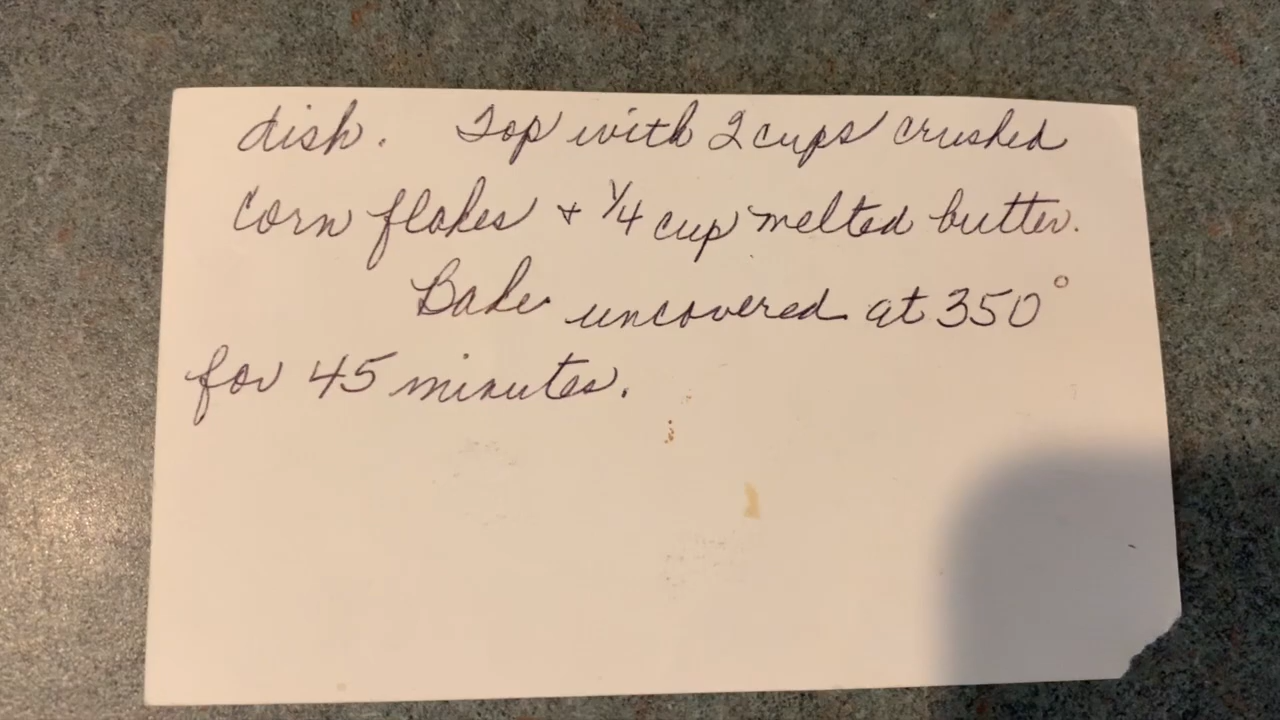 dish. Top with 2 cups crushed
corn flakes + 1/4 cup melted butter.
Bake uncovered at 350°
for 45 minutes.